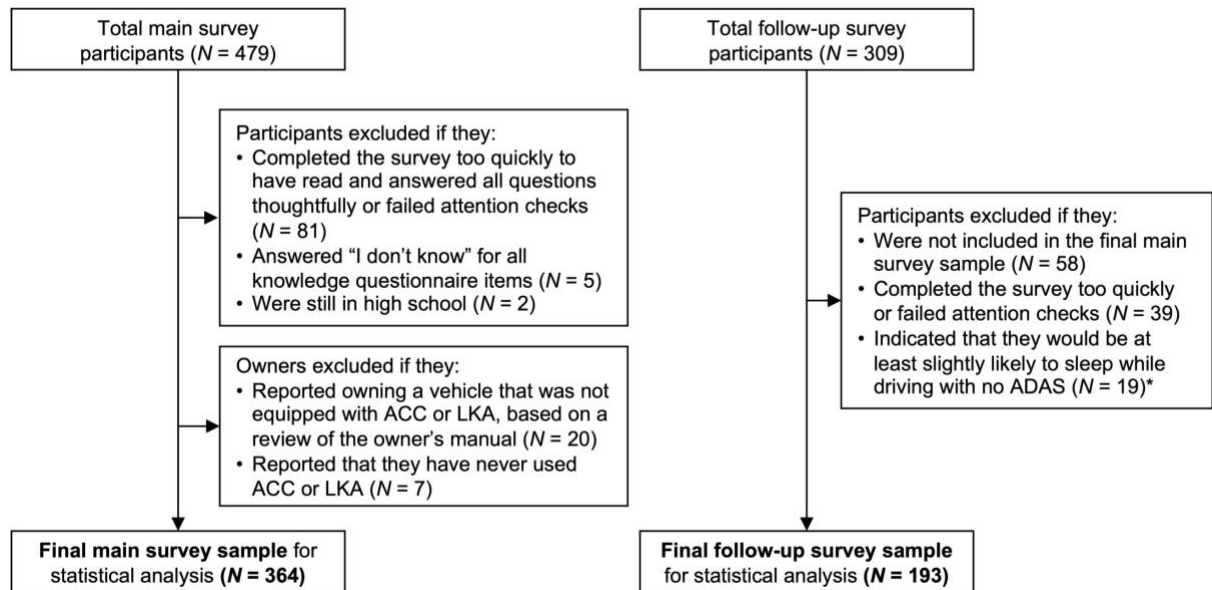 Total main survey
participants (N = 479)
Participants excluded if they:
• Completed the survey too quickly to
have read and answered all questions
thoughtfully or failed attention checks
(N = 81)
• Answered “I don’t know” for all
knowledge questionnaire items (N = 5)
• Were still in high school (N = 2)
Owners excluded if they:
• Reported owning a vehicle that was not
equipped with ACC or LKA, based on a
review of the owner’s manual (N = 20)
• Reported that they have never used
ACC or LKA (N = 7)
Final main survey sample for
statistical analysis (N = 364)
Total follow-up survey
participants (N = 309)
Participants excluded if they:
• Were not included in the final main
survey sample (N = 58)
• Completed the survey too quickly
or failed attention checks (N = 39)
• Indicated that they would be at
least slightly likely to sleep while
driving with no ADAS (N = 19)*
Final follow-up survey sample
for statistical analysis (N = 193)